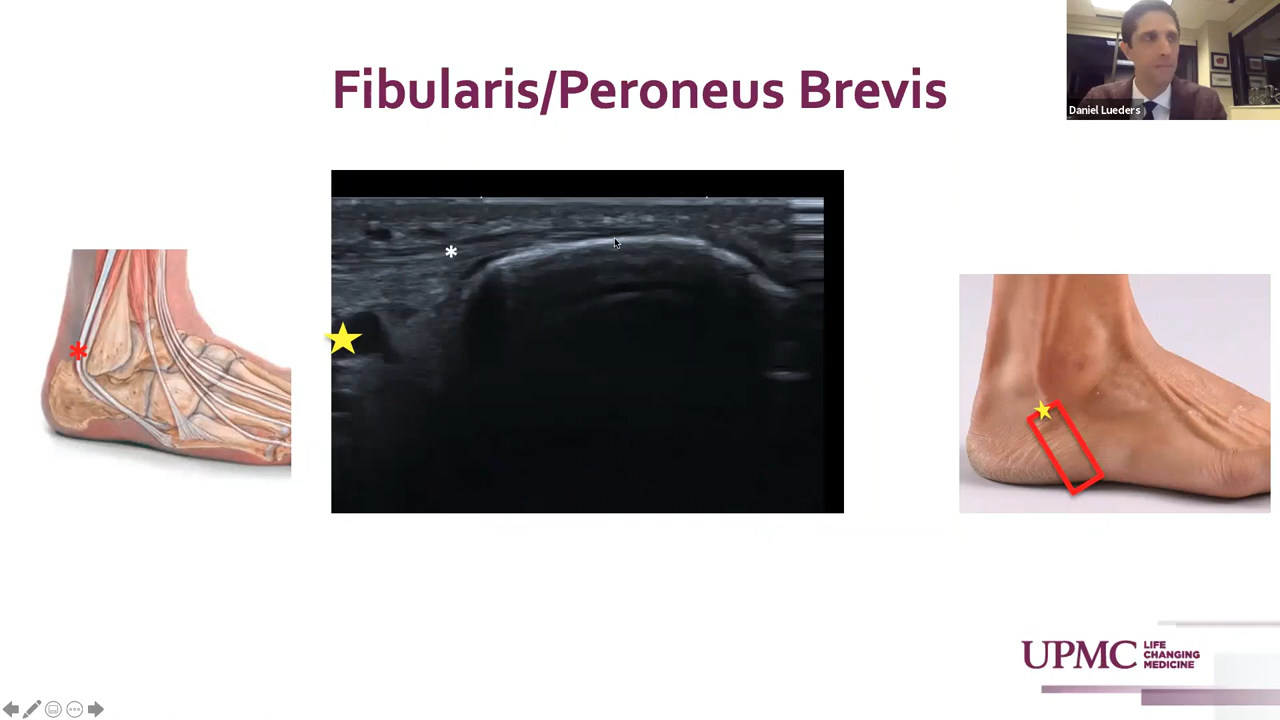 Fibularis/Peroneus Brevis
Daniel Lueders
*
*
UPMC
LIFE
CHANGING
MEDICINE